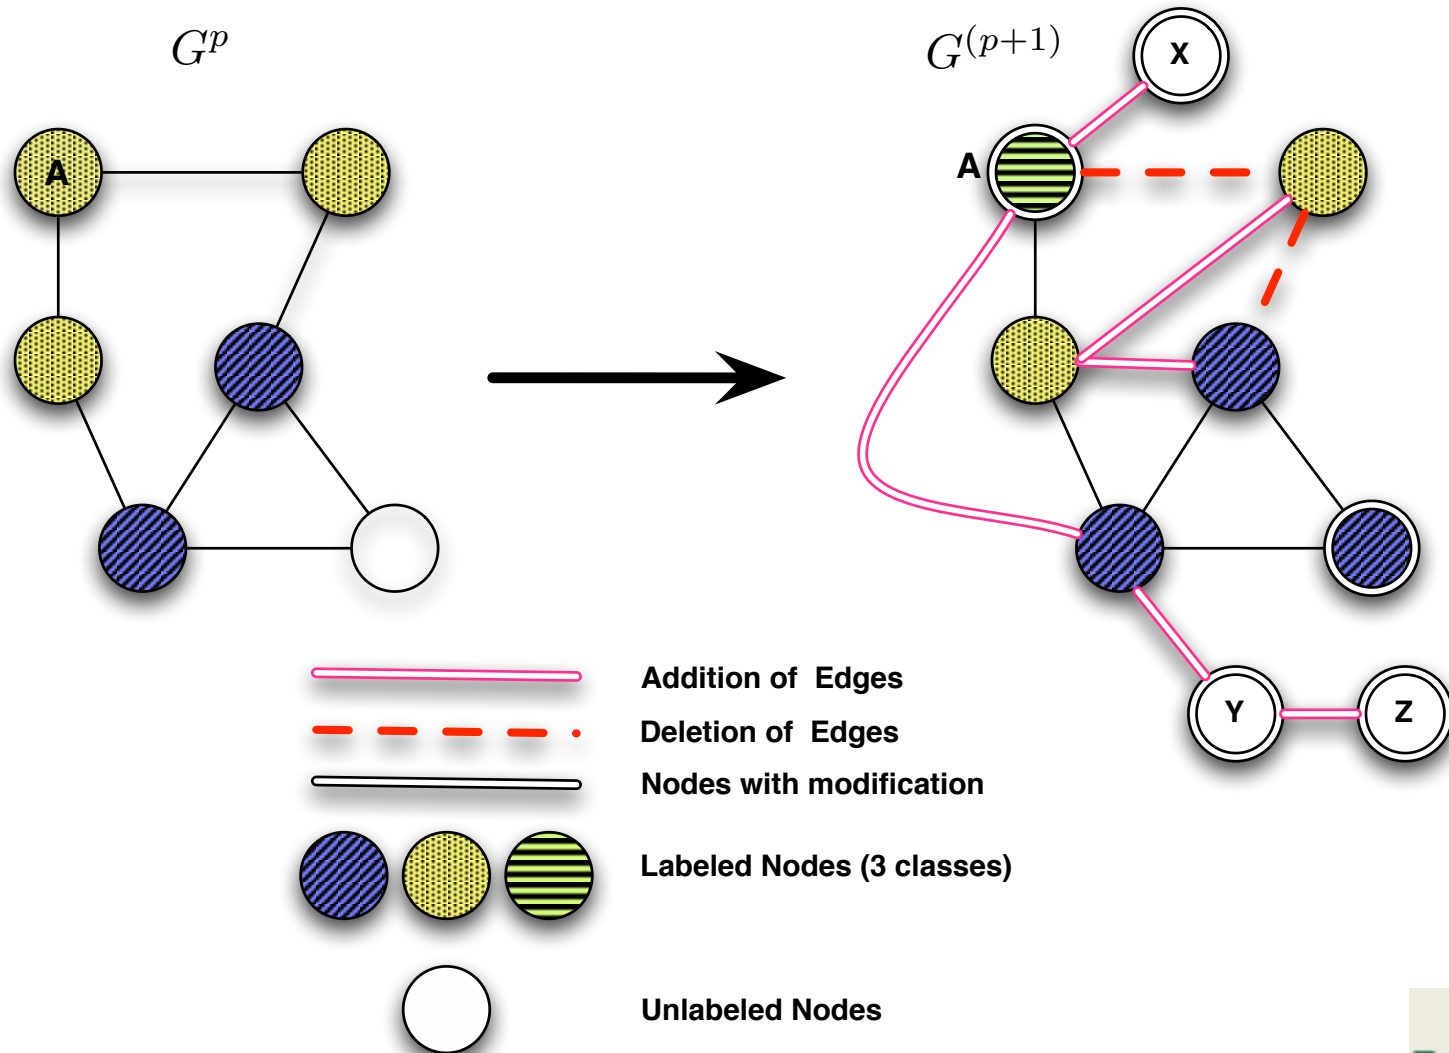 G^p
G^(p+1)
X
A
A
Y
Z
Addition of Edges
Deletion of Edges
Nodes with modification
Labeled Nodes (3 classes)
Unlabeled Nodes